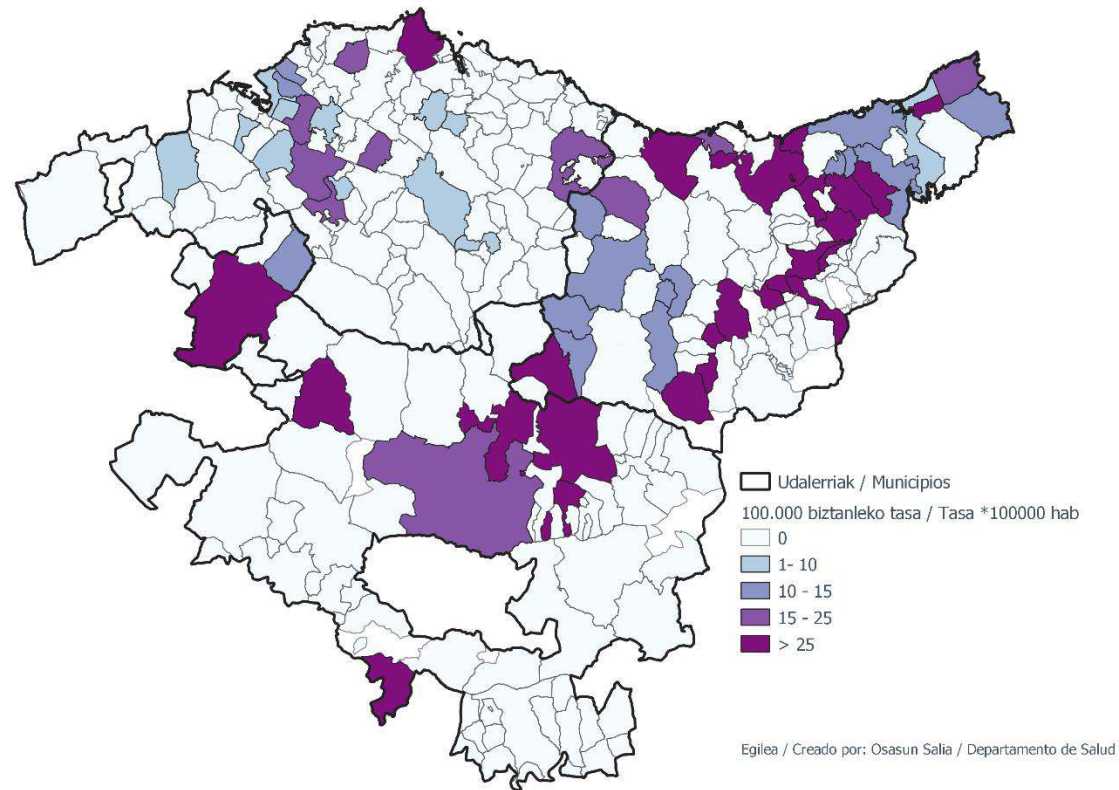 Udalerriak / Municipios
100.000 biztanleko tasa / Tasa *100000 hab
0
1- 10
10 - 15
15 - 25
> 25
Egilea / Creado por: Osasun Salia / Departamento de Salud